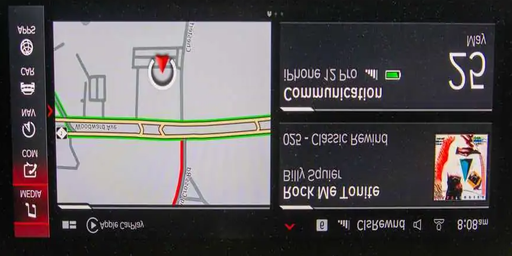 Apple CarPlay
6
ClsRewnd
8:08am
MEDIA
COM
NAV
CAR
APPS
Woodward Ave
Rock Me Tonite
Billy Squier
025 - Classic Rewind
Communication
iPhone 12 Pro
25
May